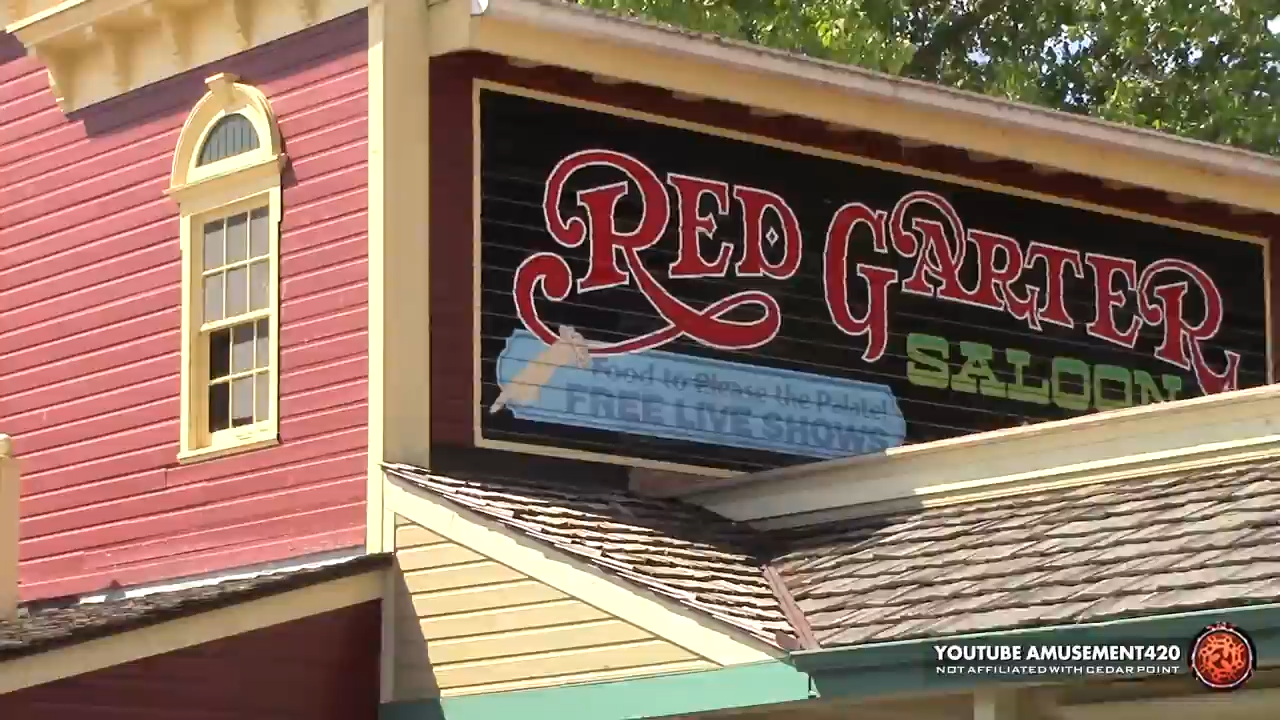 RED GARTER
SALOON
Food to Please the Palate!
FREE LIVE SHOWS
YOUTUBE AMUSEMENT420
NOT AFFILIATED WITH CEDAR POINT